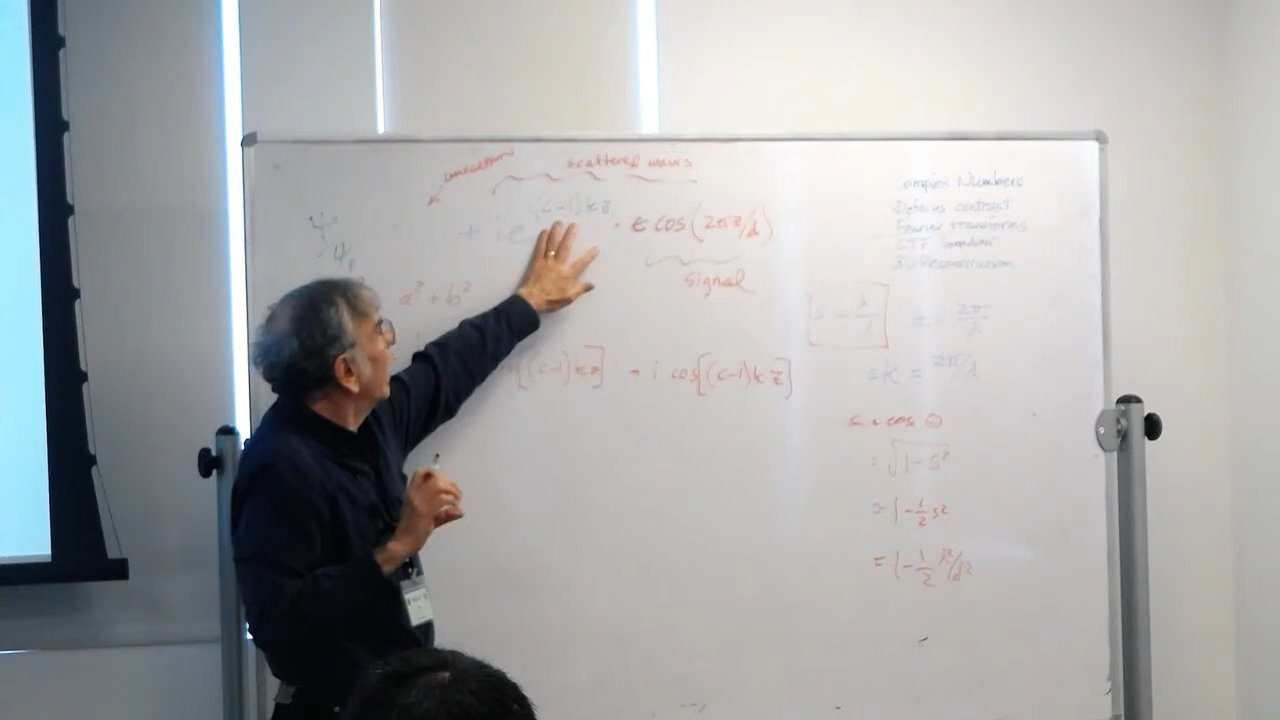 scattered waves
(c-1)kz
Ψ + ie · ε cos(2πz/d)
Ψ₀
signal
a² + b²
[(c-1)kz] + i cos[(c-1)kz]
Complex Numbers
Defocus contrast
Fourier transforms
CTF
3D Reconstruction
s = λ/d
k = 2π/λ
sk = 2π/d
c = cos Θ
= √1-s²
≈ 1-½s²
= 1-½ λ²/d²